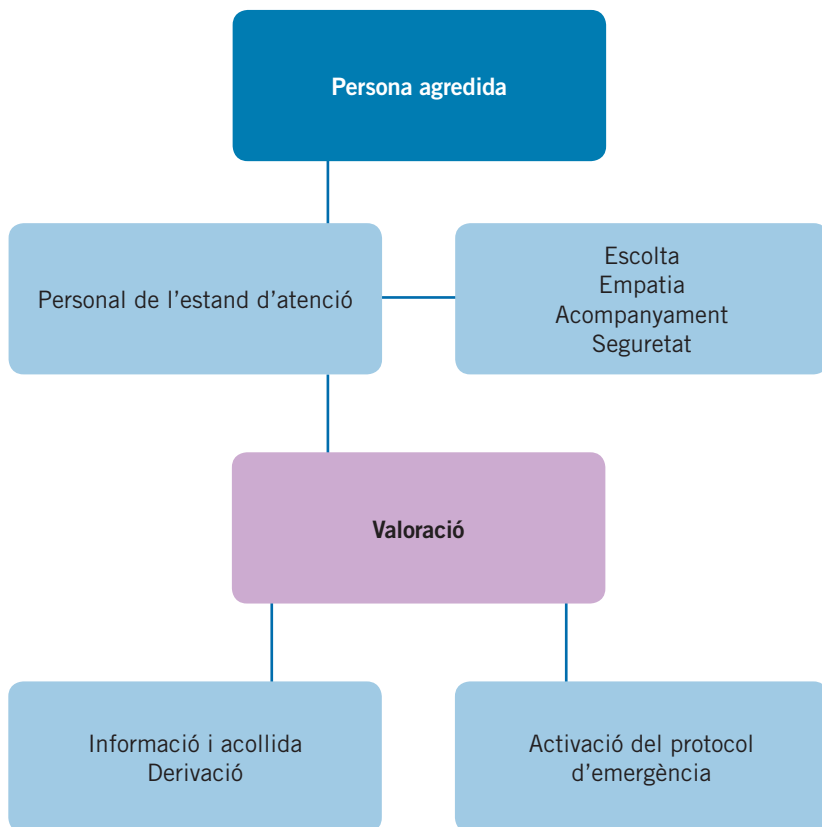 Persona agredida
Personal de l’estand d’atenció
Escolta
Empatia
Acompanyament
Seguretat
Valoració
Informació i acollida
Derivació
Activació del protocol
d’emergència